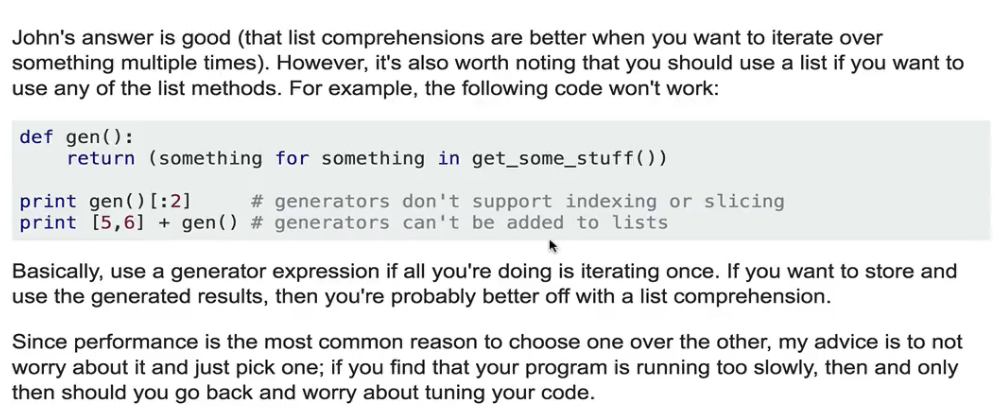 John's answer is good (that list comprehensions are better when you want to iterate over
something multiple times). However, it's also worth noting that you should use a list if you want to
use any of the list methods. For example, the following code won't work:
def gen():
    return (something for something in get_some_stuff())
print gen()[:2]     # generators don't support indexing or slicing
print [5,6] + gen() # generators can't be added to lists
Basically, use a generator expression if all you're doing is iterating once. If you want to store and
use the generated results, then you're probably better off with a list comprehension.
Since performance is the most common reason to choose one over the other, my advice is to not
worry about it and just pick one; if you find that your program is running too slowly, then and only
then should you go back and worry about tuning your code.